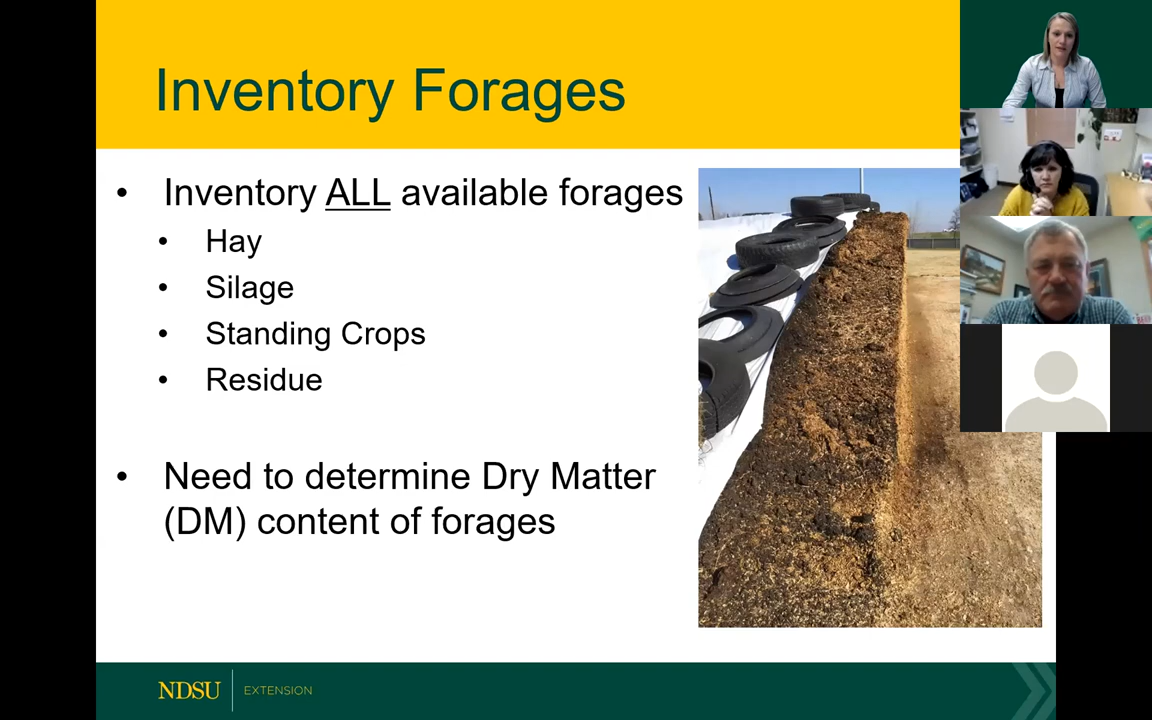 Inventory Forages
• Inventory ALL available forages
• Hay
• Silage
• Standing Crops
• Residue
• Need to determine Dry Matter
(DM) content of forages
NDSU EXTENSION